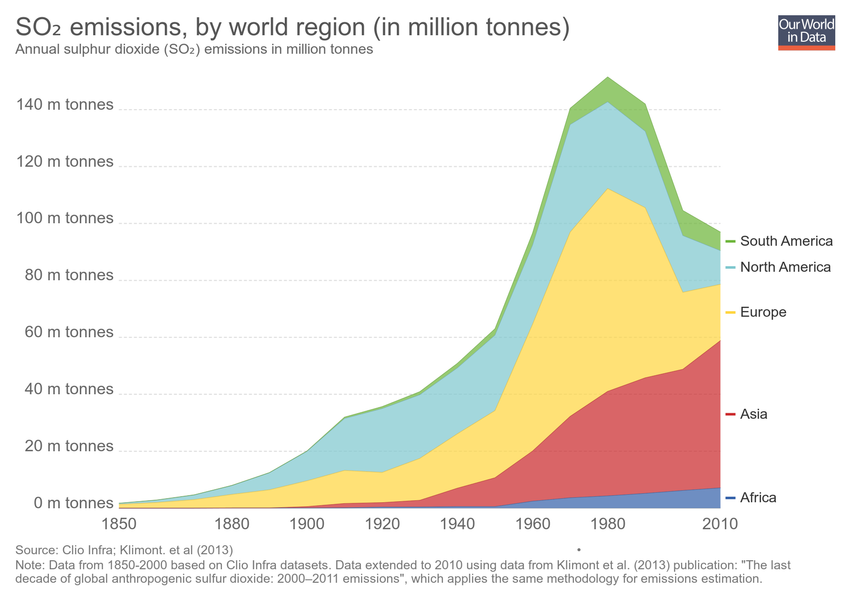 SO₂ emissions, by world region (in million tonnes)
Annual sulphur dioxide (SO₂) emissions in million tonnes
Our World
in Data
140 m tonnes
120 m tonnes
100 m tonnes
80 m tonnes
60 m tonnes
40 m tonnes
20 m tonnes
0 m tonnes
South America
North America
Europe
Asia
Africa
1850 1880 1900 1920 1940 1960 1980 2010
Source: Clio Infra; Klimont. et al (2013)
Note: Data from 1850-2000 based on Clio Infra datasets. Data extended to 2010 using data from Klimont et al. (2013) publication: "The last
decade of global anthropogenic sulfur dioxide: 2000–2011 emissions", which applies the same methodology for emissions estimation.